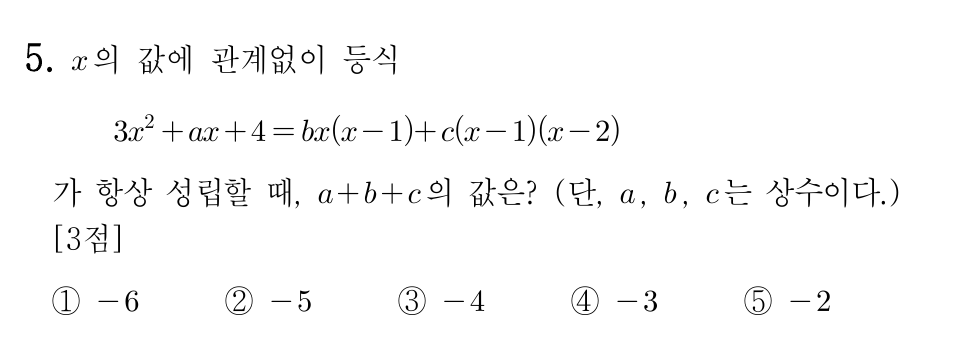 5. x의 값에 관계없이 등식
3x² + ax + 4 = bx(x − 1) + c(x − 1)(x − 2)
가 항상 성립할 때, a+b+c의 값은? (단, a, b, c는 상수이다.)
[3점]
① −6 ② −5 ③ −4 ④ −3 ⑤ −2